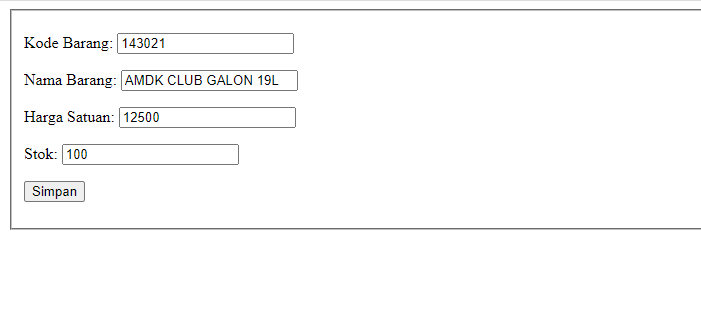 Kode Barang: 143021
Nama Barang: AMDK CLUB GALON 19L
Harga Satuan: 12500
Stok: 100
Simpan